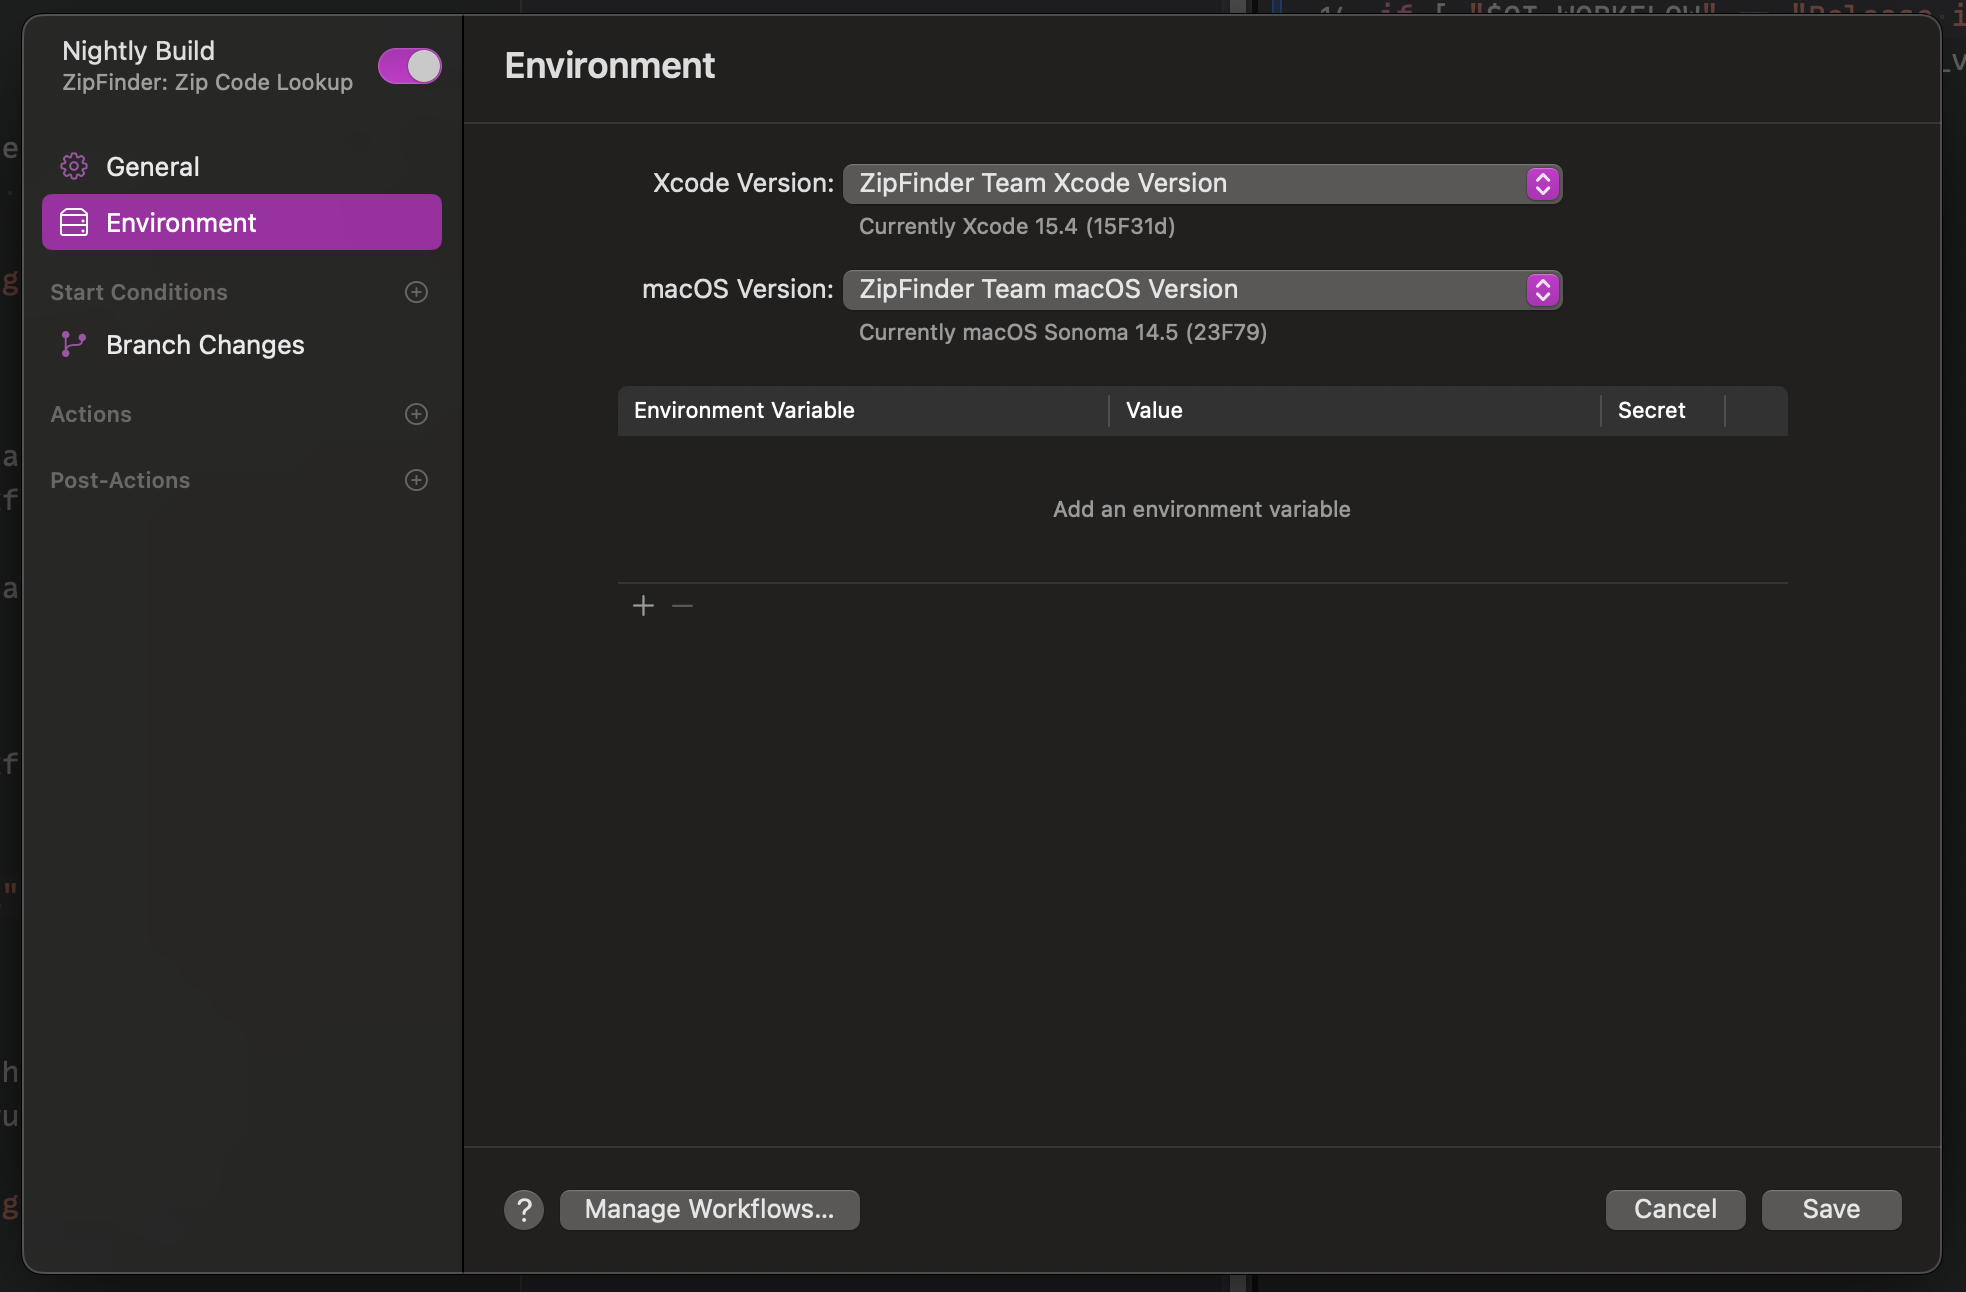 Nightly Build
ZipFinder: Zip Code Lookup
General
Environment
Start Conditions
Branch Changes
Actions
Post-Actions
Environment
Xcode Version: ZipFinder Team Xcode Version
Currently Xcode 15.4 (15F31d)
macOS Version: ZipFinder Team macOS Version
Currently macOS Sonoma 14.5 (23F79)
Environment Variable Value Secret
Add an environment variable
? Manage Workflows... Cancel Save